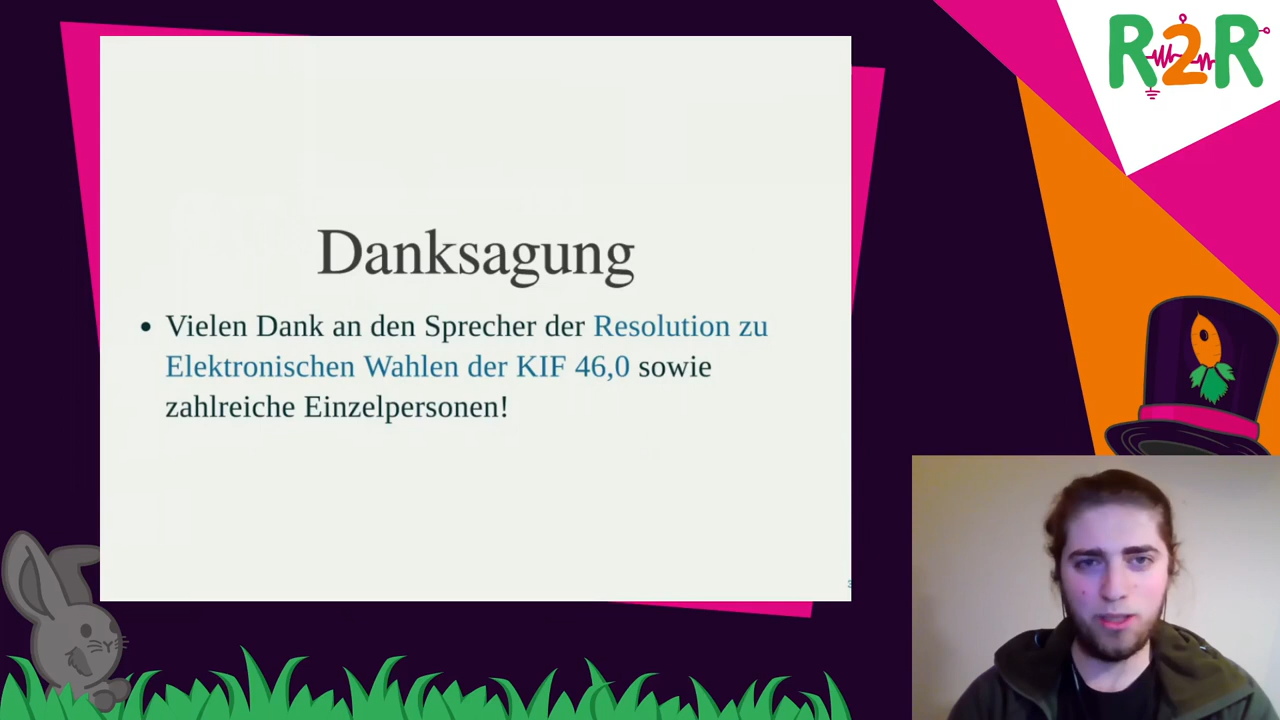 R2R
Danksagung
• Vielen Dank an den Sprecher der Resolution zu
Elektronischen Wahlen der KIF 46,0 sowie
zahlreiche Einzelpersonen!